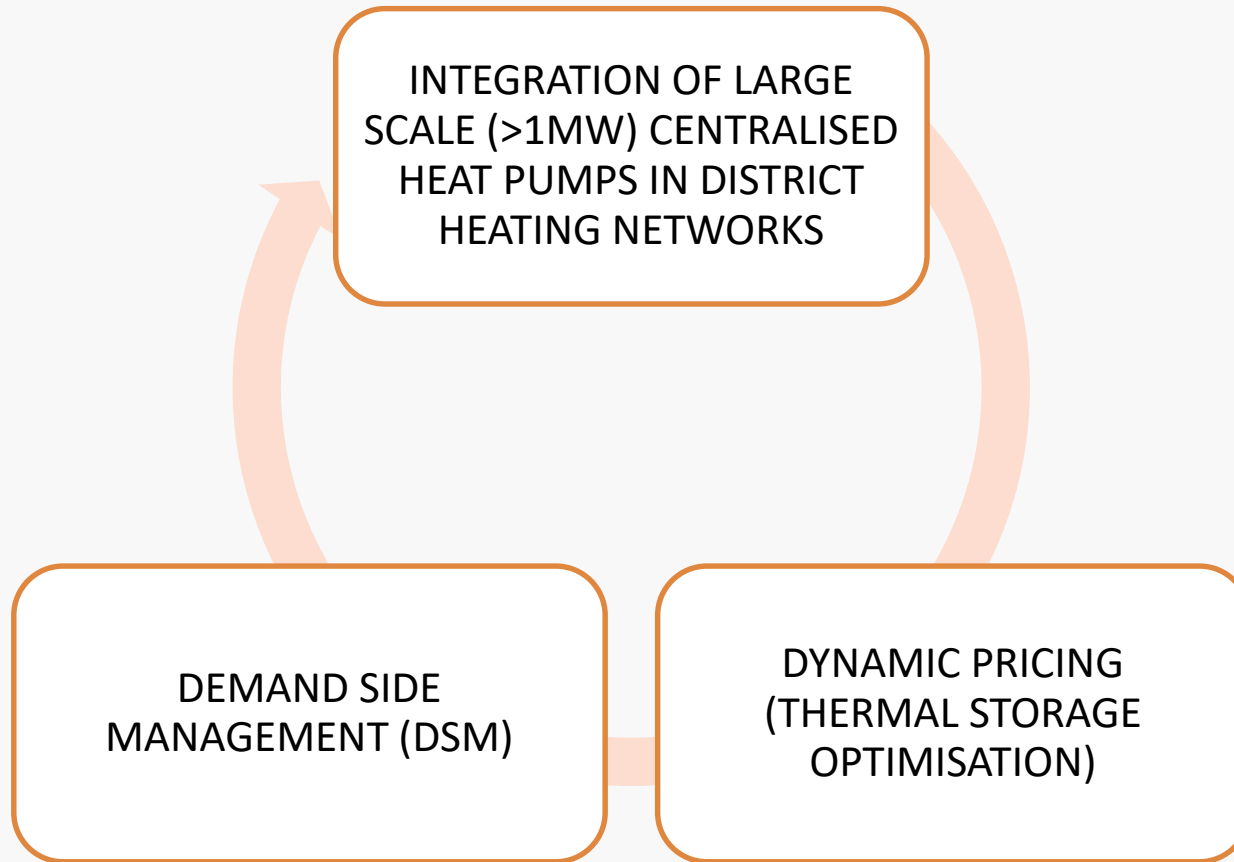 INTEGRATION OF LARGE
SCALE (>1MW) CENTRALISED
HEAT PUMPS IN DISTRICT
HEATING NETWORKS
DEMAND SIDE
MANAGEMENT (DSM)
DYNAMIC PRICING
(THERMAL STORAGE
OPTIMISATION)